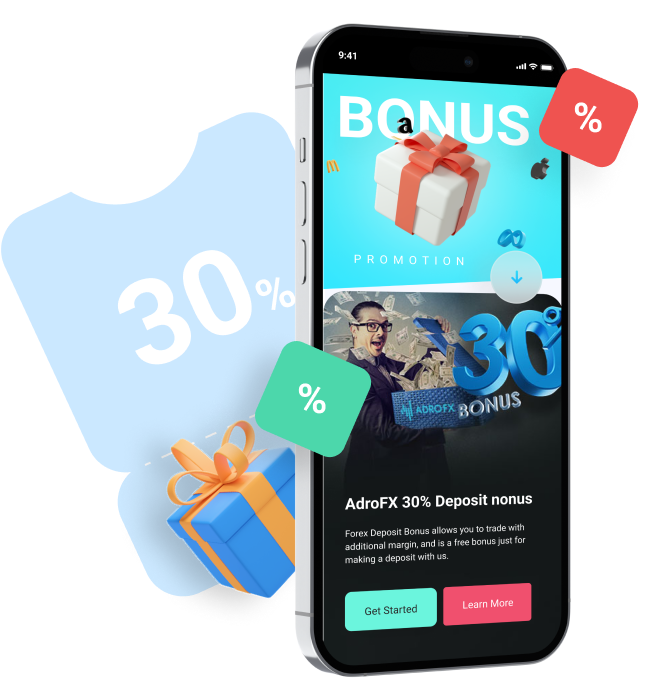 9:41
BONUS
a
%
PROMOTION
30%
30%
ADROFX BONUS
%
AdroFX 30% Deposit nonus
Forex Deposit Bonus allows you to trade with
additional margin, and is a free bonus just for
making a deposit with us.
Get Started
Learn More